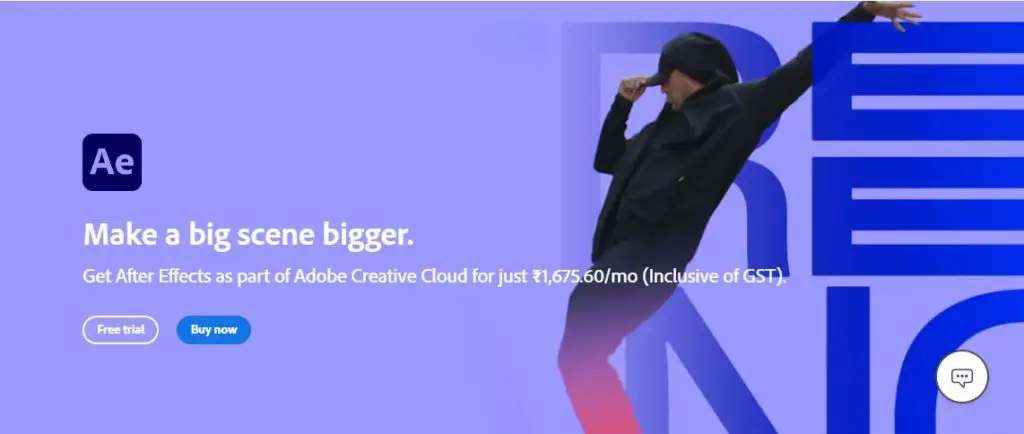 Ae
Make a big scene bigger.
Get After Effects as part of Adobe Creative Cloud for just ₹1,675.60/mo (Inclusive of GST).
Free trial
Buy now